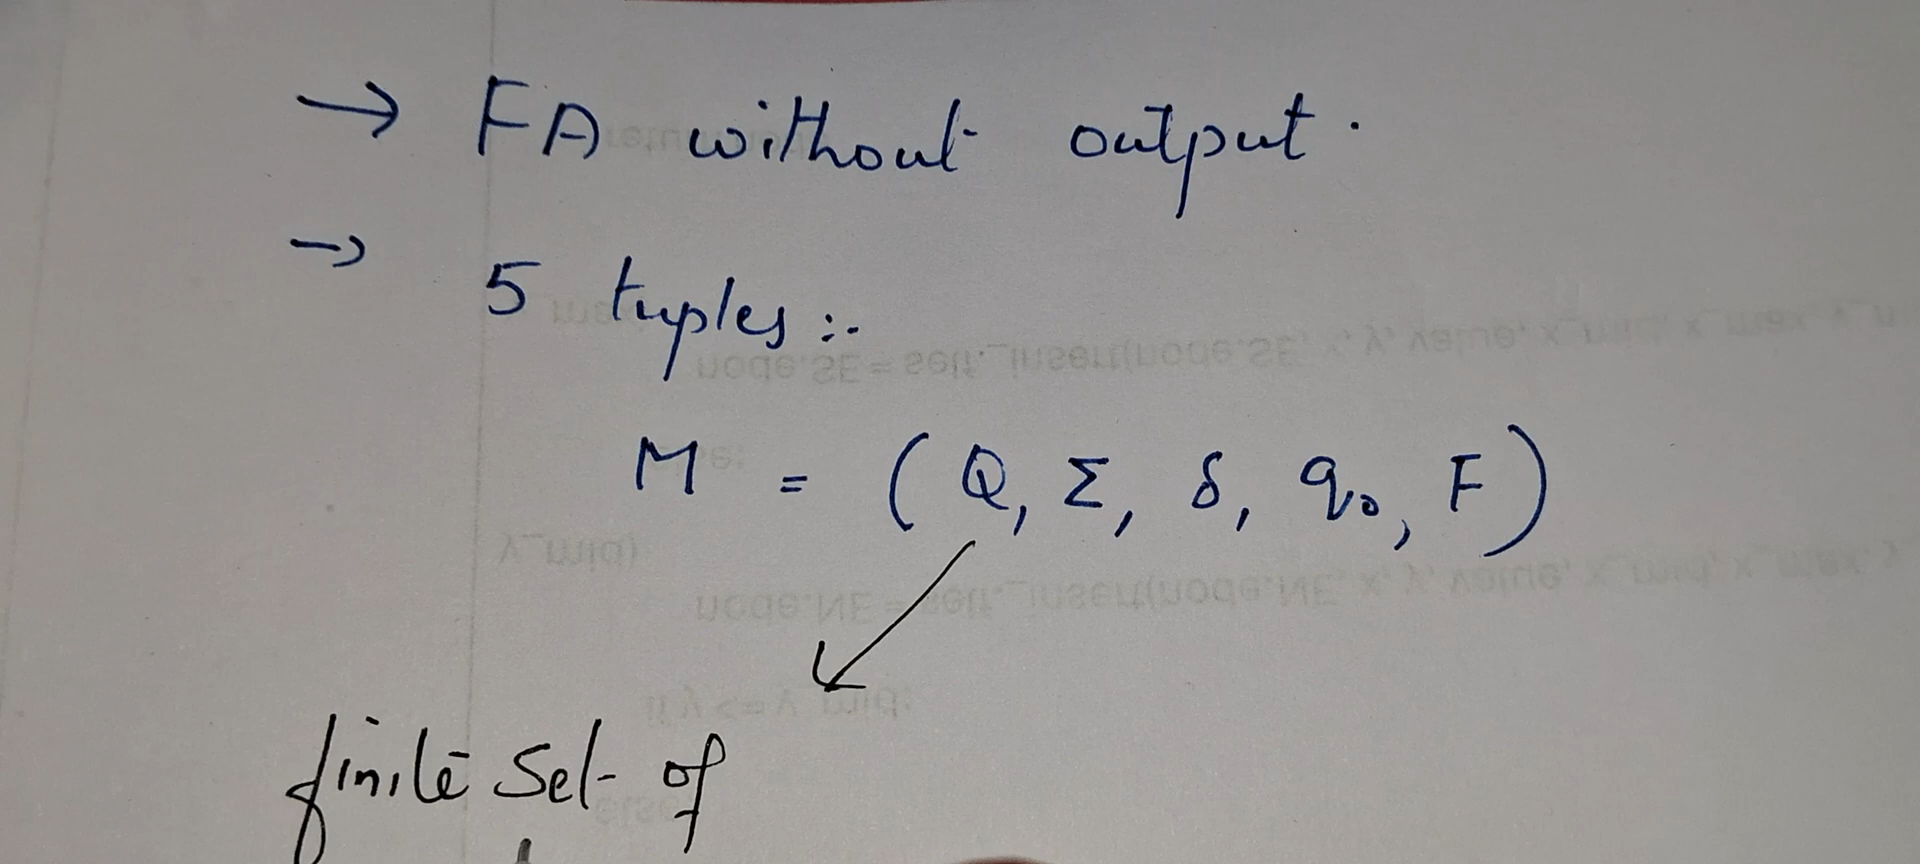 → FA without output.
→ 5 tuples :-
M = (Q, Σ, δ, q₀, F)
finite set of